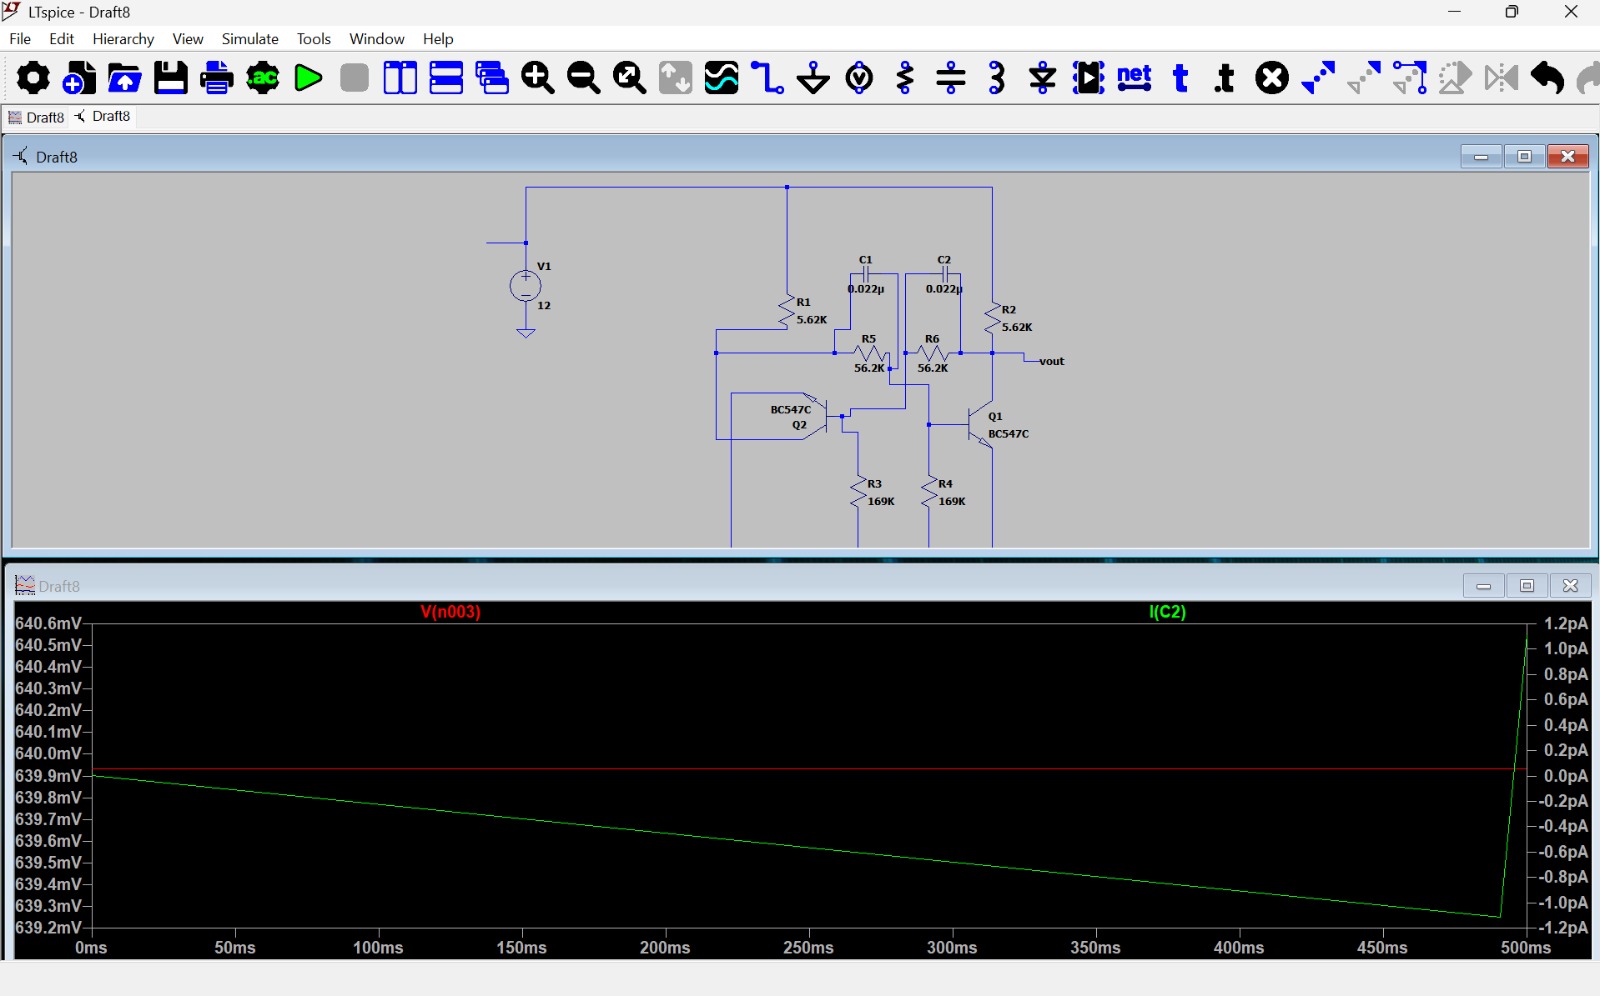 LTspice - Draft8
File Edit Hierarchy View Simulate Tools Window Help
.ac net t .t
Draft8 Draft8
Draft8
V1
12
R1
5.62K
C1
0.022µ
C2
0.022µ
R2
5.62K
R5
56.2K
R6
56.2K
vout
BC547C
Q2
Q1
BC547C
R3
169K
R4
169K
Draft8
V(n003) I(C2)
640.6mV 1.2pA
640.5mV 1.0pA
640.4mV 0.8pA
640.3mV 0.6pA
640.2mV 0.4pA
640.1mV 0.2pA
640.0mV 0.0pA
639.9mV -0.2pA
639.8mV -0.4pA
639.7mV -0.6pA
639.6mV -0.8pA
639.5mV -1.0pA
639.4mV -1.2pA
639.3mV
639.2mV
0ms 50ms 100ms 150ms 200ms 250ms 300ms 350ms 400ms 450ms 500ms